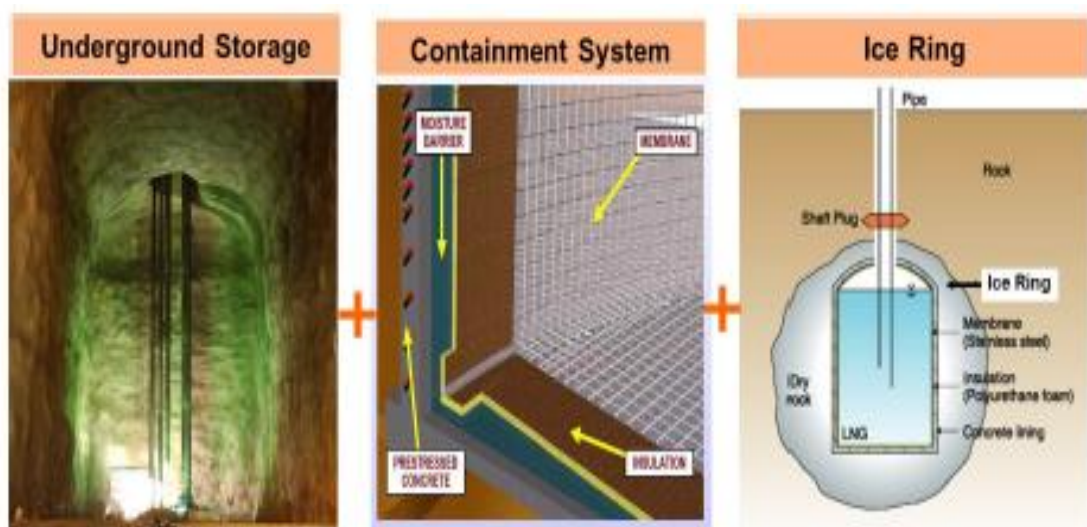 Underground Storage
Containment System
Ice Ring
+
+
MOISTURE
BARRIER
MEMBRANE
PRESTRESSED
CONCRETE
INSULATION
Pipe
Rock
Shaft Plug
Ice Ring
Membrane
(Stainless steel)
Insulation
(Polyurethane foam)
Concrete lining
(Dry
rock
LNG